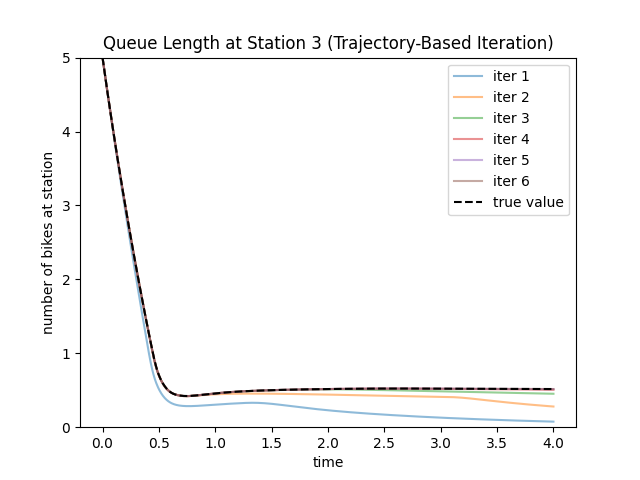 Queue Length at Station 3 (Trajectory-Based Iteration)
number of bikes at station
5
4
3
2
1
0
0.0 0.5 1.0 1.5 2.0 2.5 3.0 3.5 4.0
time
iter 1
iter 2
iter 3
iter 4
iter 5
iter 6
true value